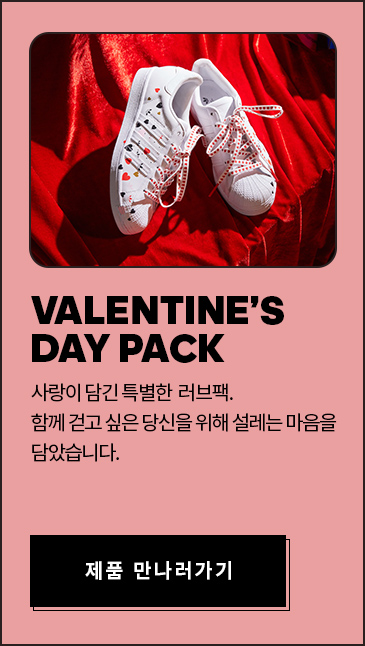 VALENTINE'S
DAY PACK
사랑이 담긴 특별한 러브팩.
함께 걷고 싶은 당신을 위해 설레는 마음을
담았습니다.
제품 만나러가기